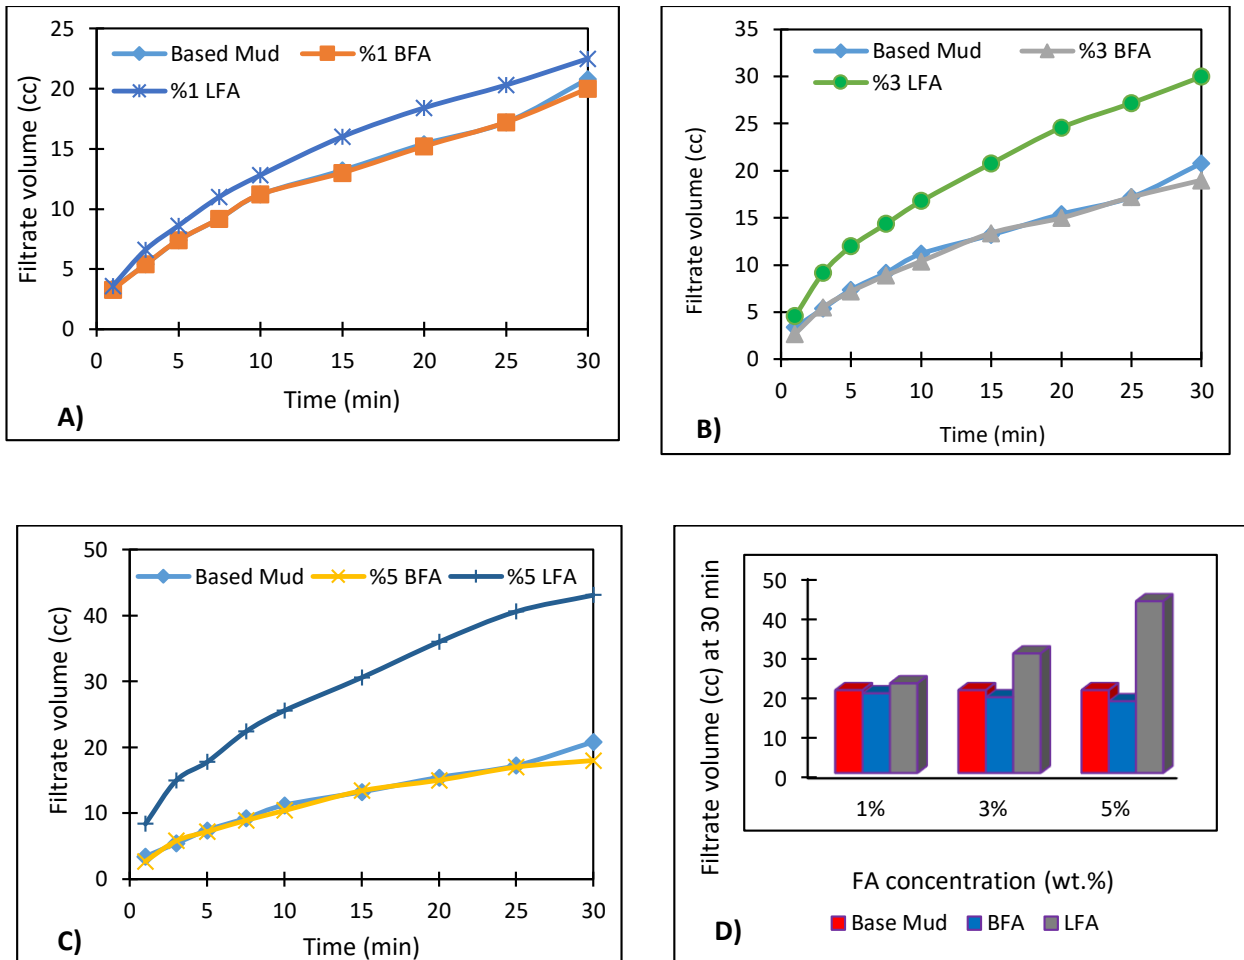 25
20
15
10
5
0
Filtrate volume (cc)
Based Mud %1 BFA
%1 LFA
0 5 10 15 20 25 30
Time (min)
A)
35
30
25
20
15
10
5
0
Filtrate volume (cc)
Based Mud %3 BFA
%3 LFA
0 5 10 15 20 25 30
Time (min)
B)
50
40
30
20
10
0
Filtrate volume (cc)
Based Mud %5 BFA %5 LFA
0 5 10 15 20 25 30
Time (min)
C)
Filtrate volume (cc) at 30 min
50
40
30
20
10
0
1% 3% 5%
FA concentration (wt.%)
Base Mud BFA LFA
D)